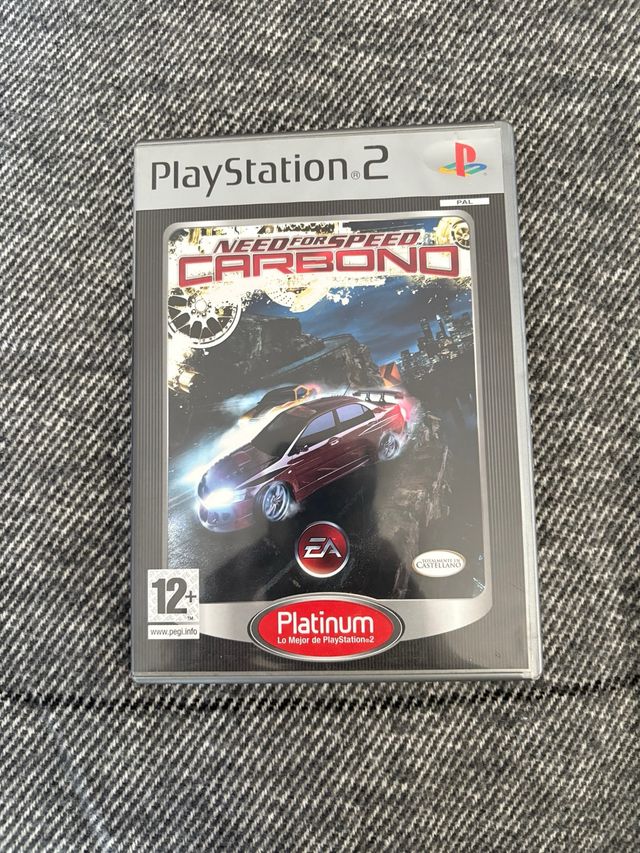 PlayStation®2
PAL
NEED FOR SPEED
CARBONO
EA
TOTALMENTE EN
CASTELLANO
12+
www.pegi.info
Platinum
Lo Mejor de PlayStation®2